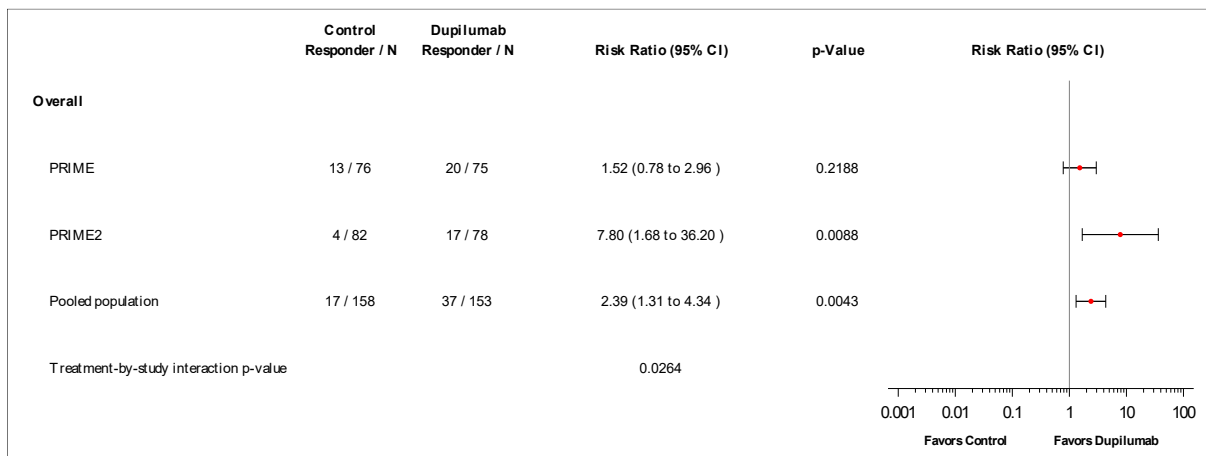 Control Dupilumab
Responder / N Responder / N Risk Ratio (95% CI) p-Value Risk Ratio (95% CI)
Overall
PRIME 13 / 76 20 / 75 1.52 (0.78 to 2.96 ) 0.2188
PRIME2 4 / 82 17 / 78 7.80 (1.68 to 36.20 ) 0.0088
Pooled population 17 / 158 37 / 153 2.39 (1.31 to 4.34 ) 0.0043
Treatment-by-study interaction p-value 0.0264
0.001 0.01 0.1 1 10 100
Favors Control Favors Dupilumab